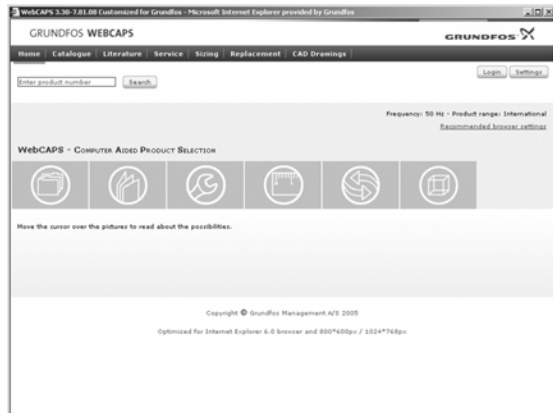 WebCAPS 3.30-7.01.08 Customized for Grundfos - Microsoft Internet Explorer provided by Grundfos
GRUNDFOS WEBCAPS
GRUNDFOS
Home Catalogue Literature Service Sizing Replacement CAD Drawings
Login Settings
Enter product number Search
Frequency: 50 Hz - Product range: International
Recommended browser settings
WebCAPS - Computer Aided Product Selection
Move the cursor over the pictures to read about the possibilities.
Copyright © Grundfos Management A/S 2005
Optimized for Internet Explorer 6.0 browser and 800*600px / 1024*768px